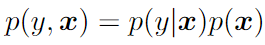 p(y, x) = p(y|x)p(x)